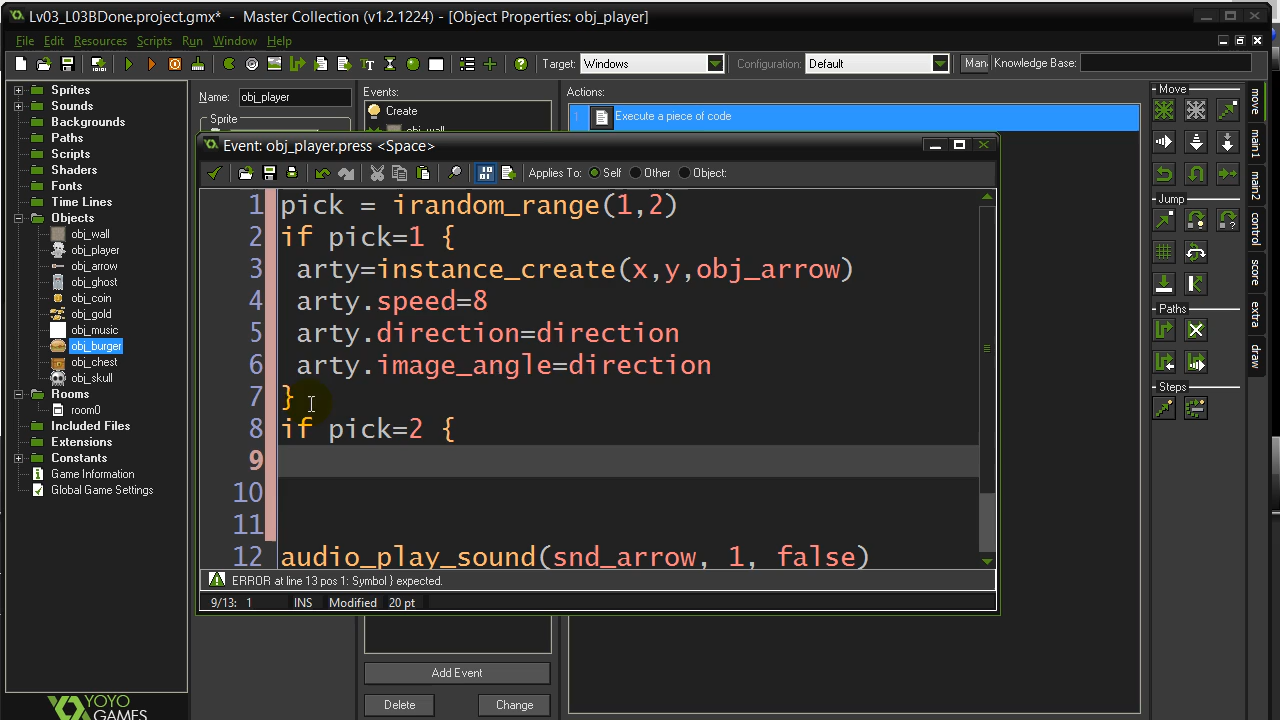 Lv03_L03BDone.project.gmx* - Master Collection (v1.2.1224) - [Object Properties: obj_player]
File Edit Resources Scripts Run Window Help
Target: Windows Configuration: Default Man Knowledge Base:
Sprites
Sounds
Backgrounds
Paths
Scripts
Shaders
Fonts
Time Lines
Objects
obj_wall
obj_player
obj_arrow
obj_ghost
obj_coin
obj_gold
obj_music
obj_burger
obj_chest
obj_skull
Rooms
room0
Included Files
Extensions
Constants
Game Information
Global Game Settings
YOYO
GAMES
Name: obj_player
Sprite
Events:
Create
obj_wall
Add Event
Delete Change
Actions:
1 Execute a piece of code
Event: obj_player.press <Space>
Applies To: Self Other Object:
1 pick = irandom_range(1,2)
2 if pick=1 {
3 arty=instance_create(x,y,obj_arrow)
4 arty.speed=8
5 arty.direction=direction
6 arty.image_angle=direction
7 }
8 if pick=2 {
9
10
11
12 audio_play_sound(snd_arrow, 1, false)
ERROR at line 13 pos 1: Symbol } expected.
9/13: 1 INS Modified 20 pt
Move
Jump
Paths
Steps
move
main1
main2
control
score
extra
draw